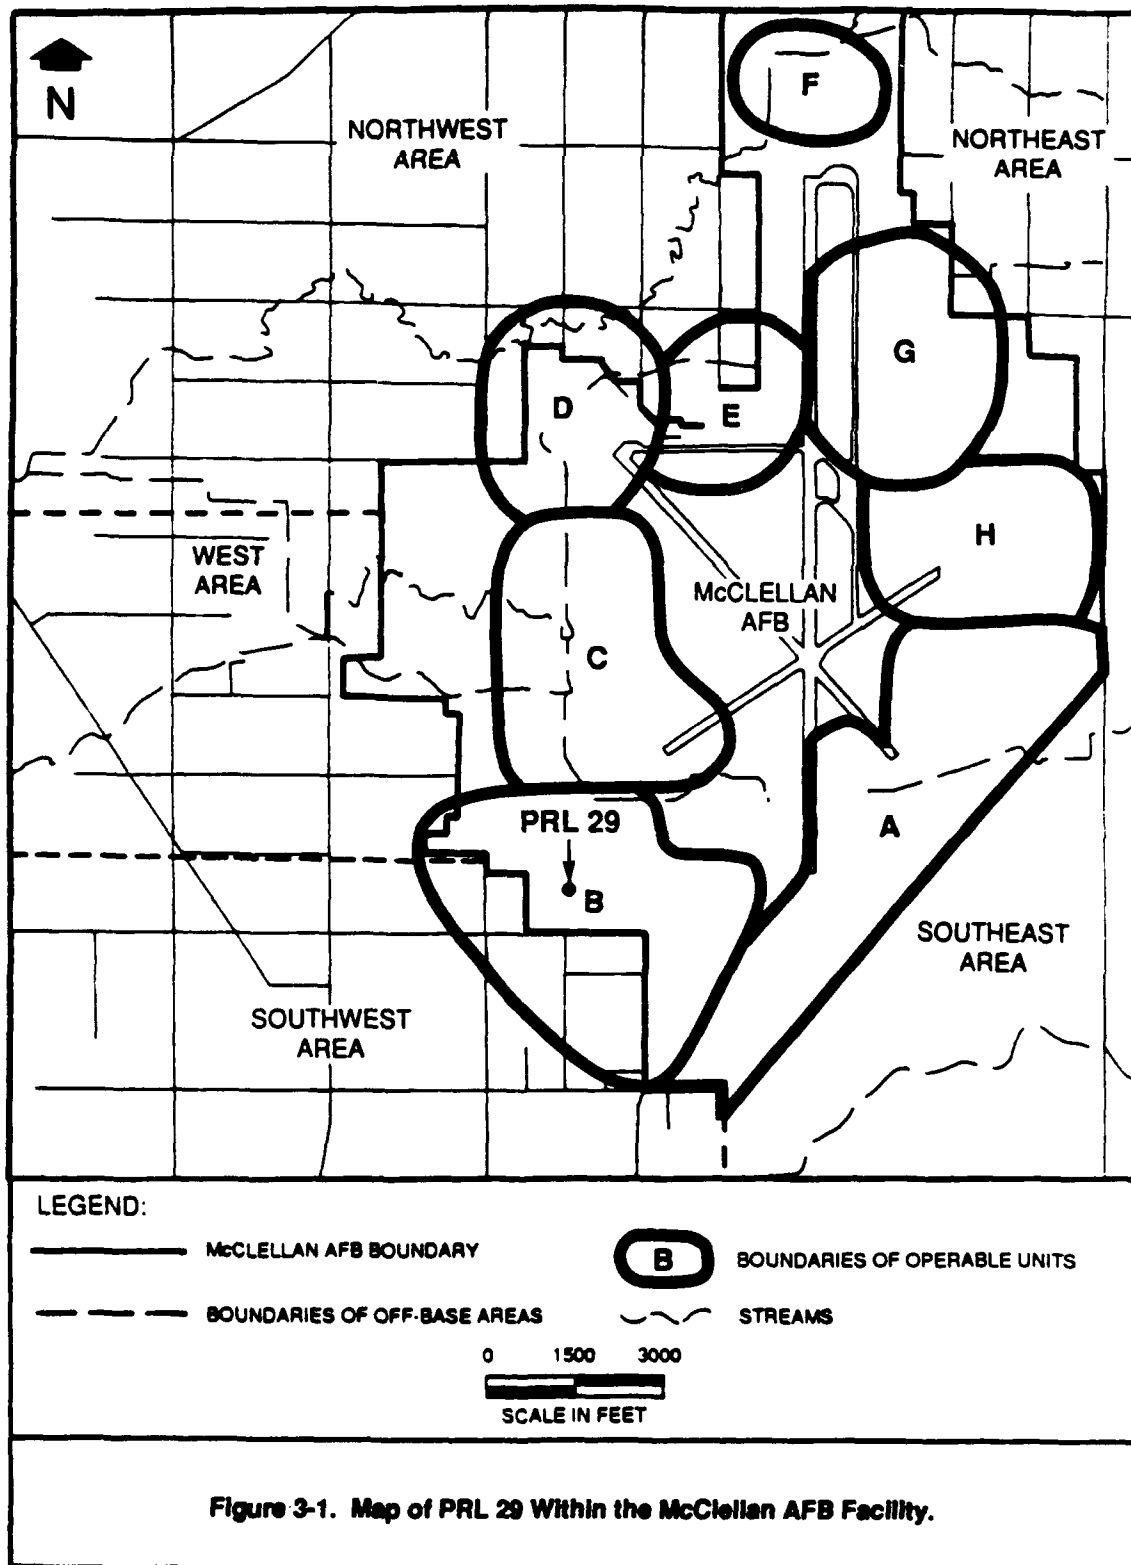 N
NORTHWEST
AREA
F
NORTHEAST
AREA
G
D
E
H
WEST
AREA
McCLELLAN
AFB
C
PRL 29
A
B
SOUTHEAST
AREA
SOUTHWEST
AREA
LEGEND:
McCLELLAN AFB BOUNDARY
B
BOUNDARIES OF OPERABLE UNITS
BOUNDARIES OF OFF-BASE AREAS
STREAMS
0 1500 3000
SCALE IN FEET
Figure 3-1. Map of PRL 29 Within the McClellan AFB Facility.